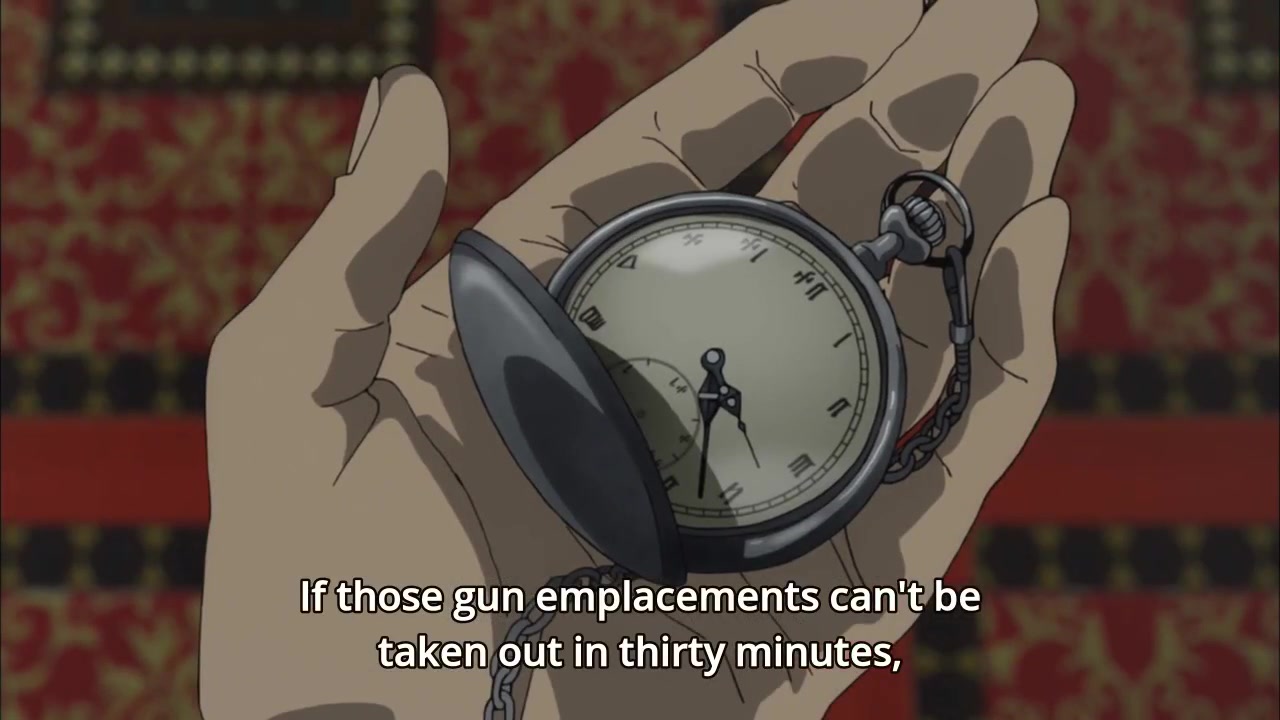 If those gun emplacements can't be
taken out in thirty minutes,